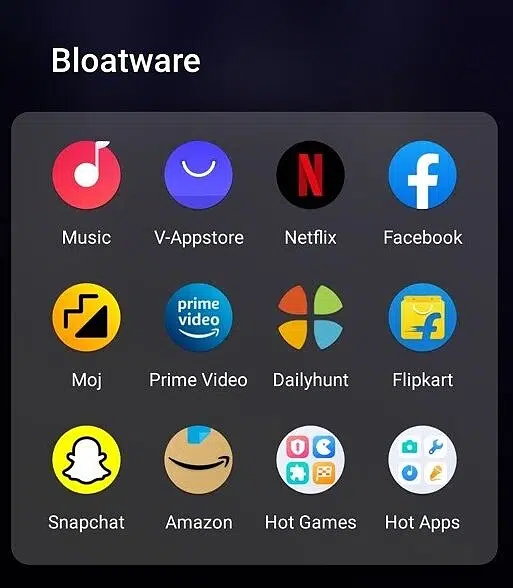 Bloatware
Music V-Appstore Netflix Facebook
prime
video
Moj Prime Video Dailyhunt Flipkart
Snapchat Amazon Hot Games Hot Apps